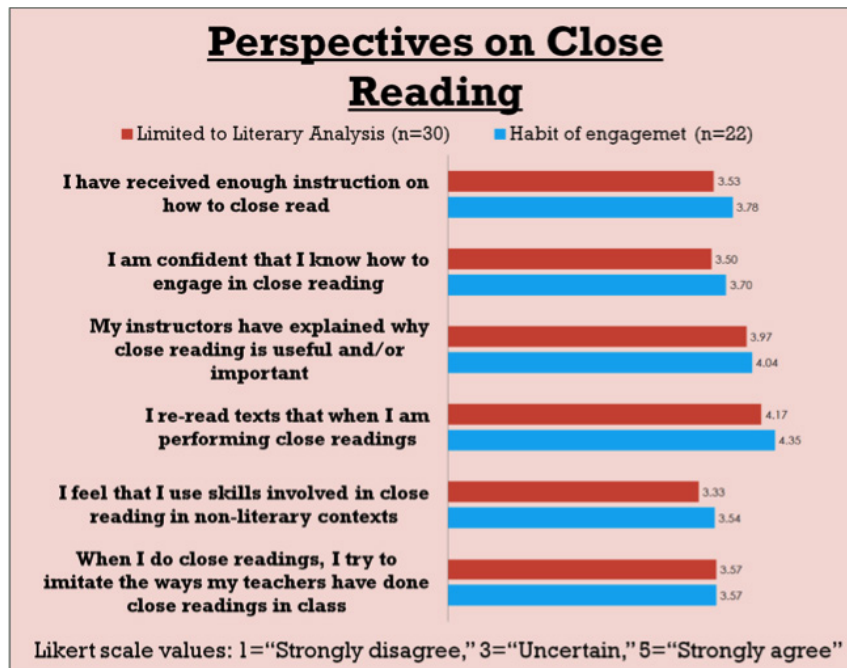 Perspectives on Close
Reading
Limited to Literary Analysis (n=30) Habit of engagemet (n=22)
I have received enough instruction on
how to close read
3.53
3.78
I am confident that I know how to
engage in close reading
3.50
3.70
My instructors have explained why
close reading is useful and/or
important
3.97
4.04
I re-read texts that when I am
performing close readings
4.17
4.35
I feel that I use skills involved in close
reading in non-literary contexts
3.33
3.54
When I do close readings, I try to
imitate the ways my teachers have done
close readings in class
3.57
3.57
Likert scale values: 1=“Strongly disagree,” 3=“Uncertain,” 5=“Strongly agree”